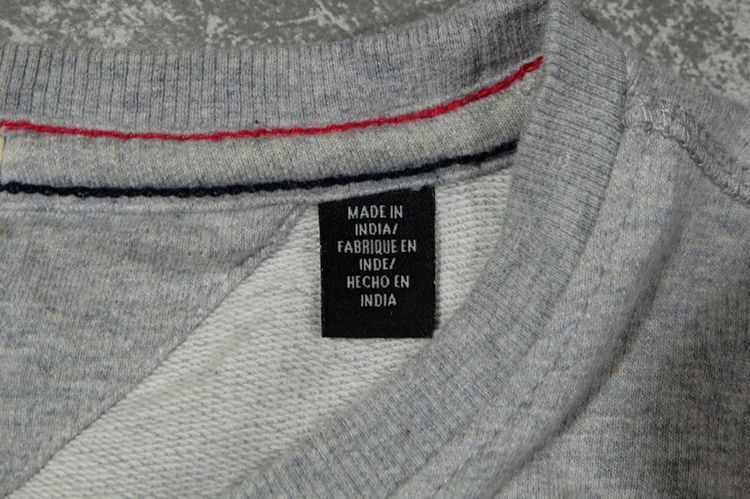 MADE IN
INDIA/
FABRIQUE EN
INDE/
HECHO EN
INDIA